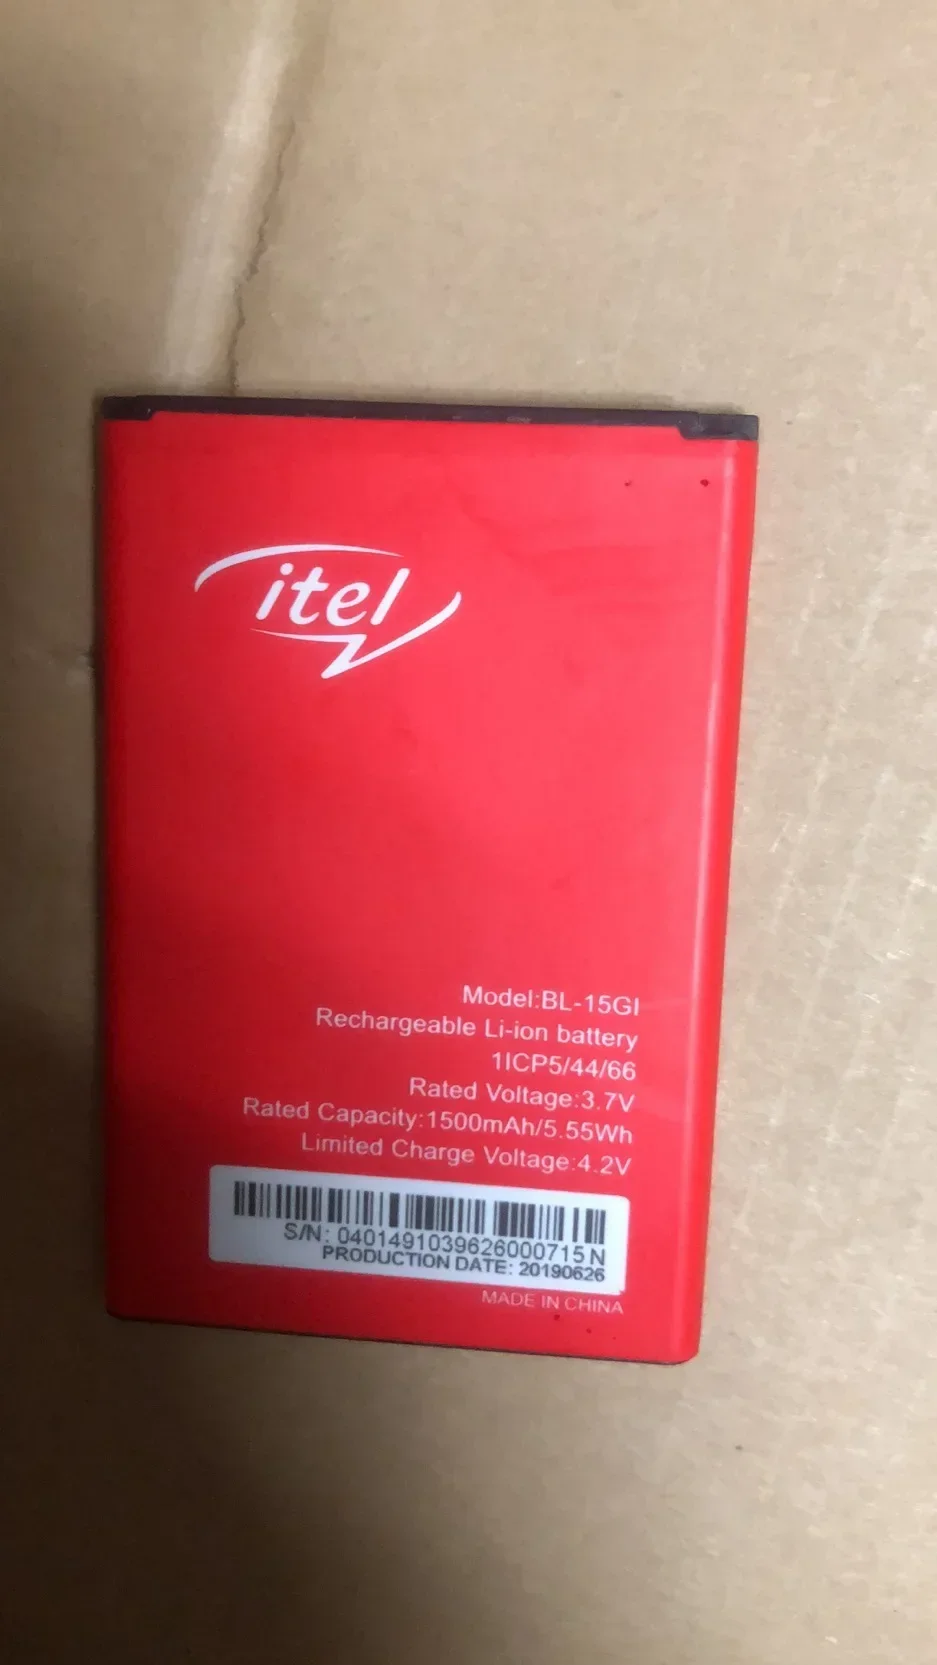 itel
Model:BL-15GI
Rechargeable Li-ion battery
1ICP5/44/66
Rated Voltage:3.7V
Rated Capacity:1500mAh/5.55Wh
Limited Charge Voltage:4.2V
S/N: 0401491039626000715N
PRODUCTION DATE: 20190626
MADE IN CHINA